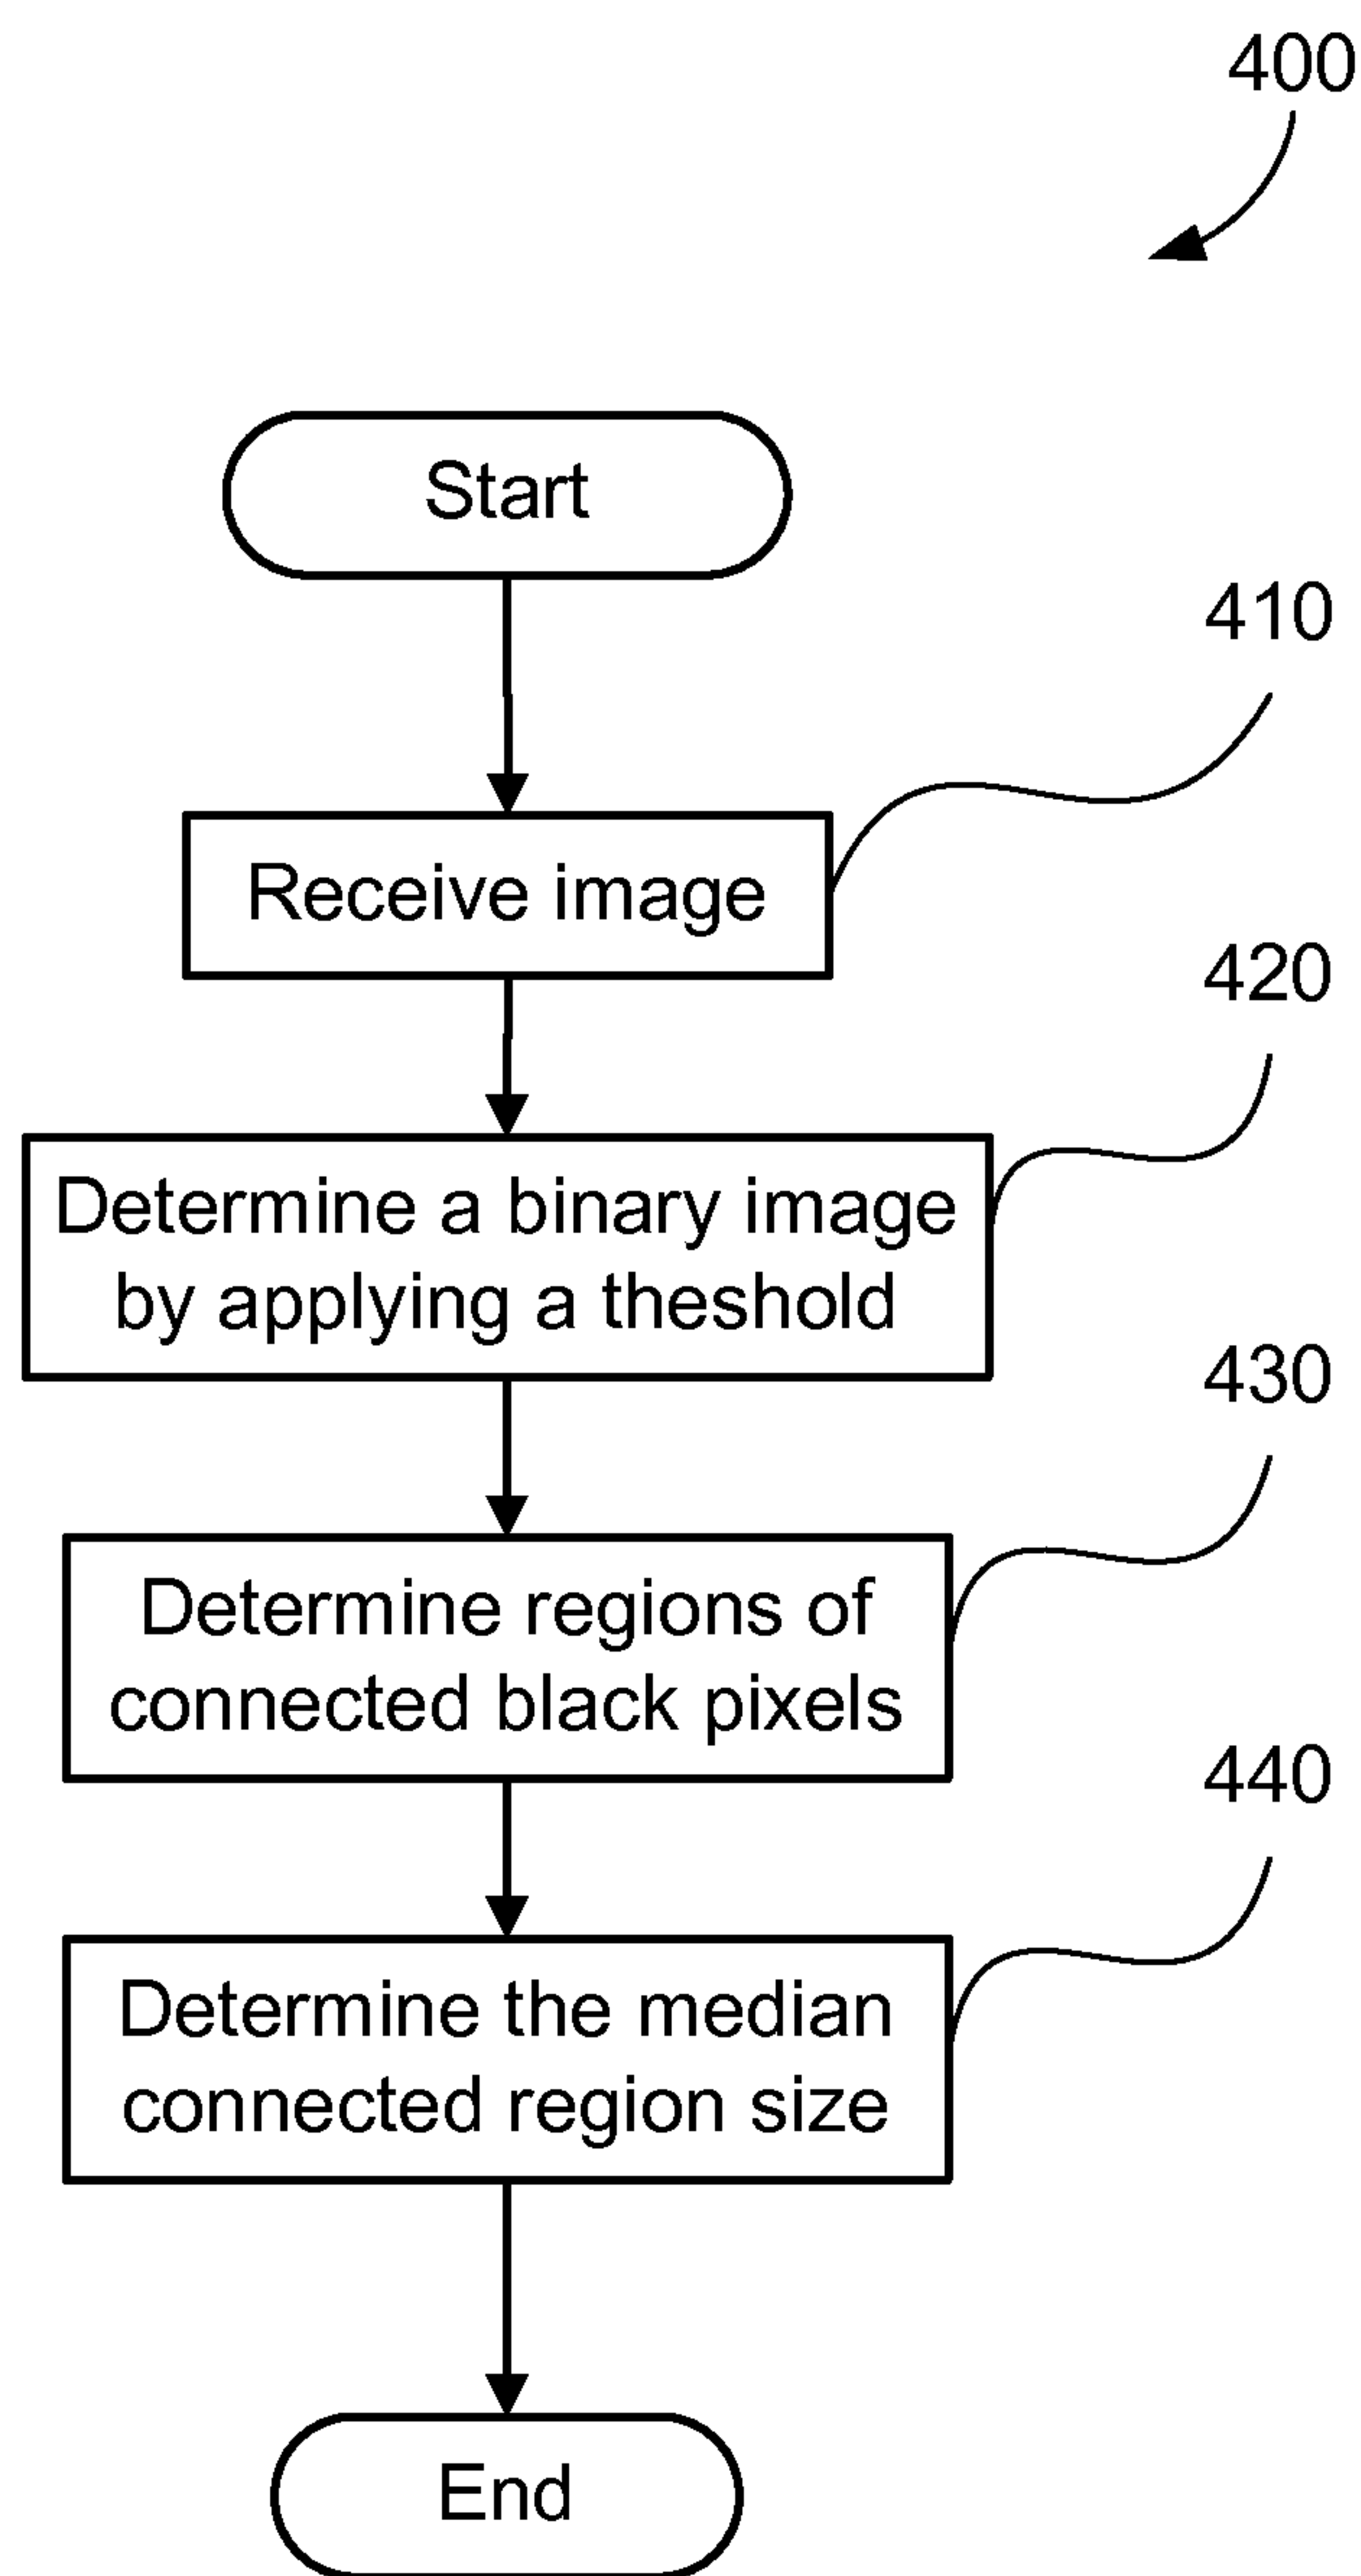 400
Start
410
Receive image
420
Determine a binary image
by applying a theshold
430
Determine regions of
connected black pixels
440
Determine the median
connected region size
End